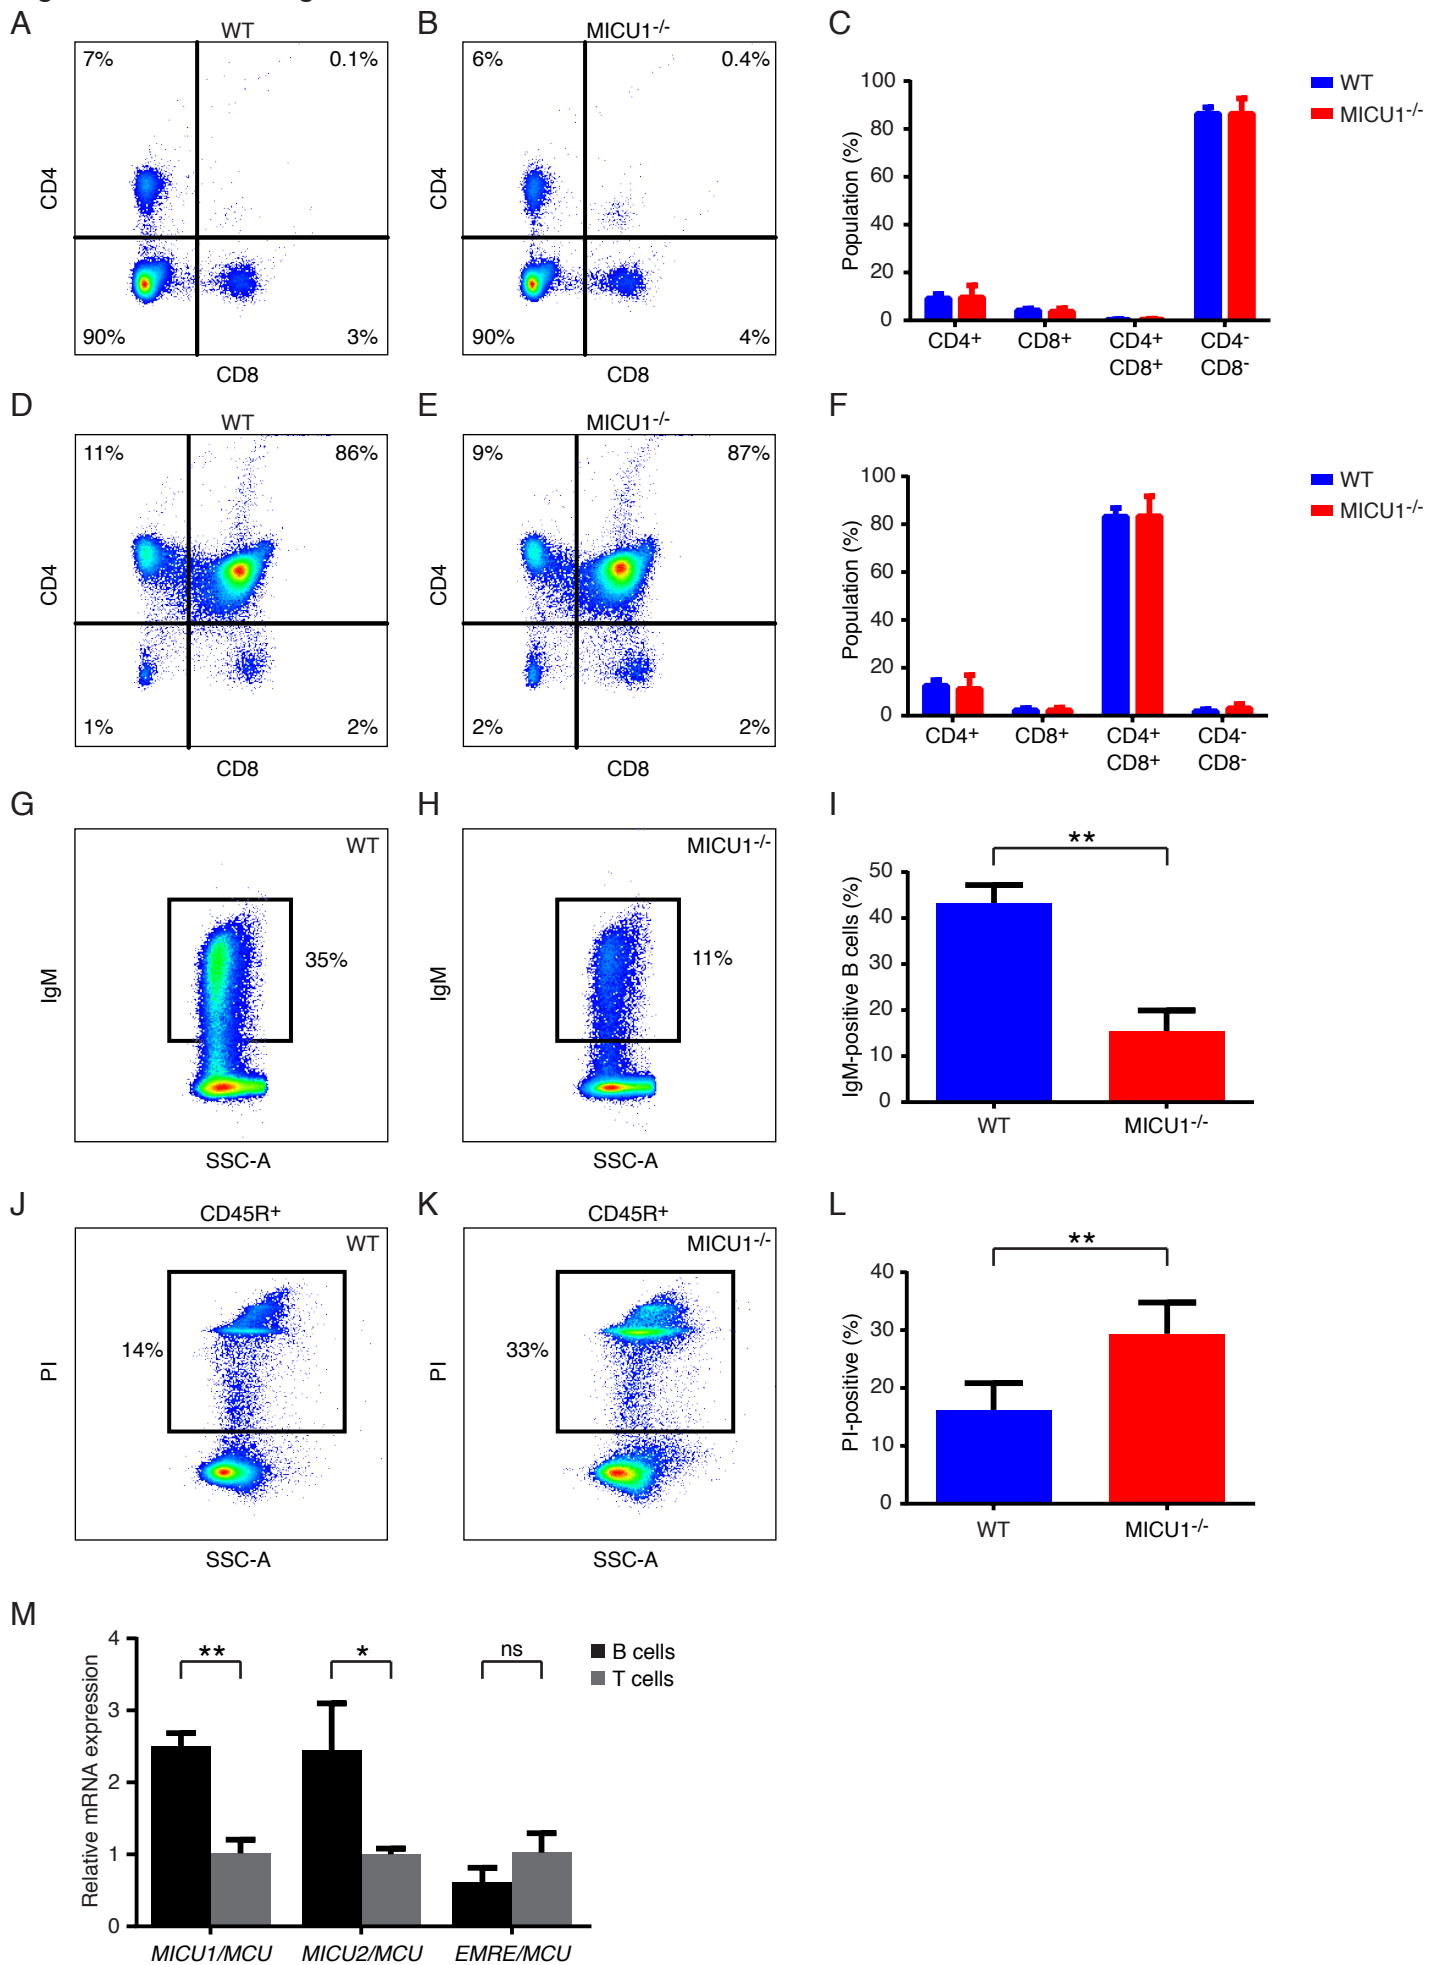 A
WT
7%
0.1%
90%
3%
CD4
CD8
B
MICU1-/-
6%
0.4%
90%
4%
CD4
CD8
C
100
80
60
40
20
0
Population (%)
CD4+
CD8+
CD4+
CD8+
CD4-
CD8-
WT
MICU1-/-
D
WT
11%
86%
1%
2%
CD4
CD8
E
MICU1-/-
9%
87%
2%
2%
CD4
CD8
F
100
80
60
40
20
0
Population (%)
CD4+
CD8+
CD4+
CD8+
CD4-
CD8-
WT
MICU1-/-
G
WT
35%
IgM
SSC-A
H
MICU1-/-
11%
IgM
SSC-A
I
**
50
40
30
20
10
0
IgM-positive B cells (%)
WT
MICU1-/-
J
CD45R+
WT
14%
PI
SSC-A
K
CD45R+
MICU1-/-
33%
PI
SSC-A
L
**
40
30
20
10
0
PI-positive (%)
WT
MICU1-/-
M
4
3
2
1
0
Relative mRNA expression
**
*
ns
B cells
T cells
MICU1/MCU
MICU2/MCU
EMRE/MCU